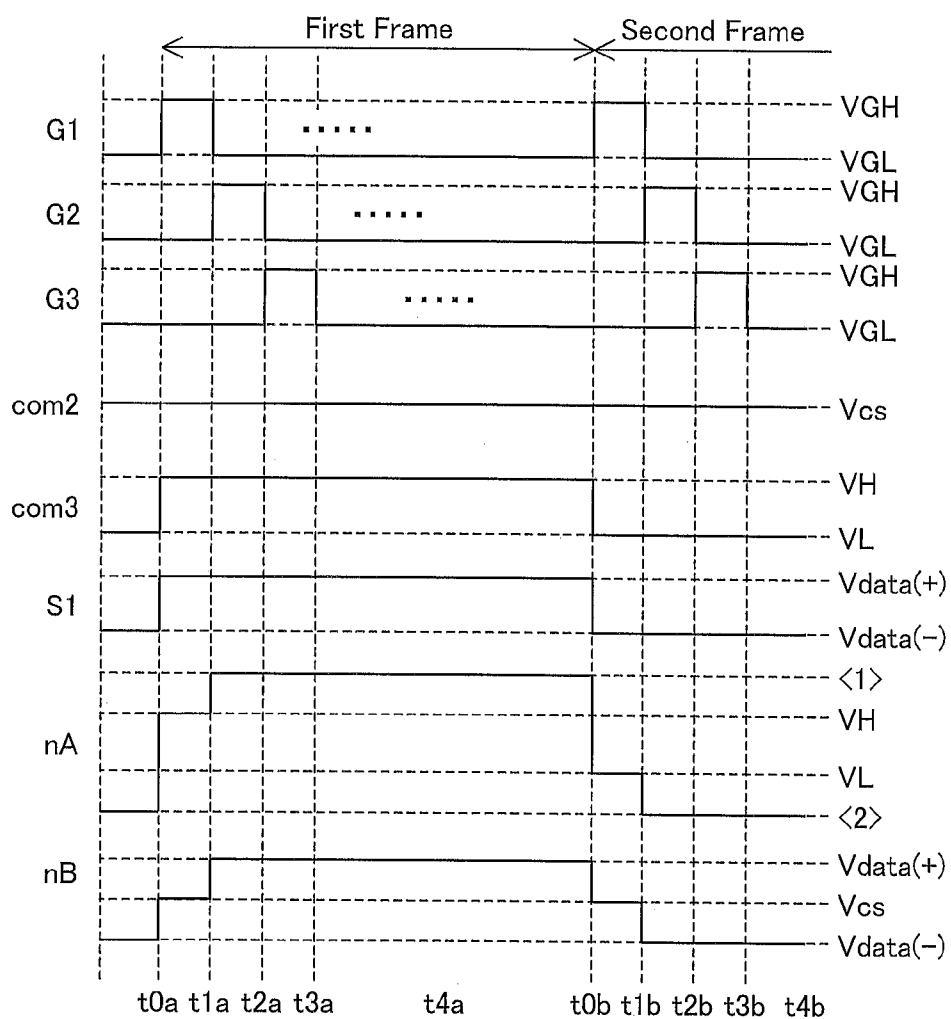 First Frame Second Frame
G1 VGH
VGL
G2 VGH
VGL
G3 VGH
VGL
com2 Vcs
com3 VH
VL
S1 Vdata(+)
Vdata(−)
<1>
nA VH
VL
<2>
nB Vdata(+)
Vcs
Vdata(−)
t0a t1a t2a t3a t4a t0b t1b t2b t3b t4b